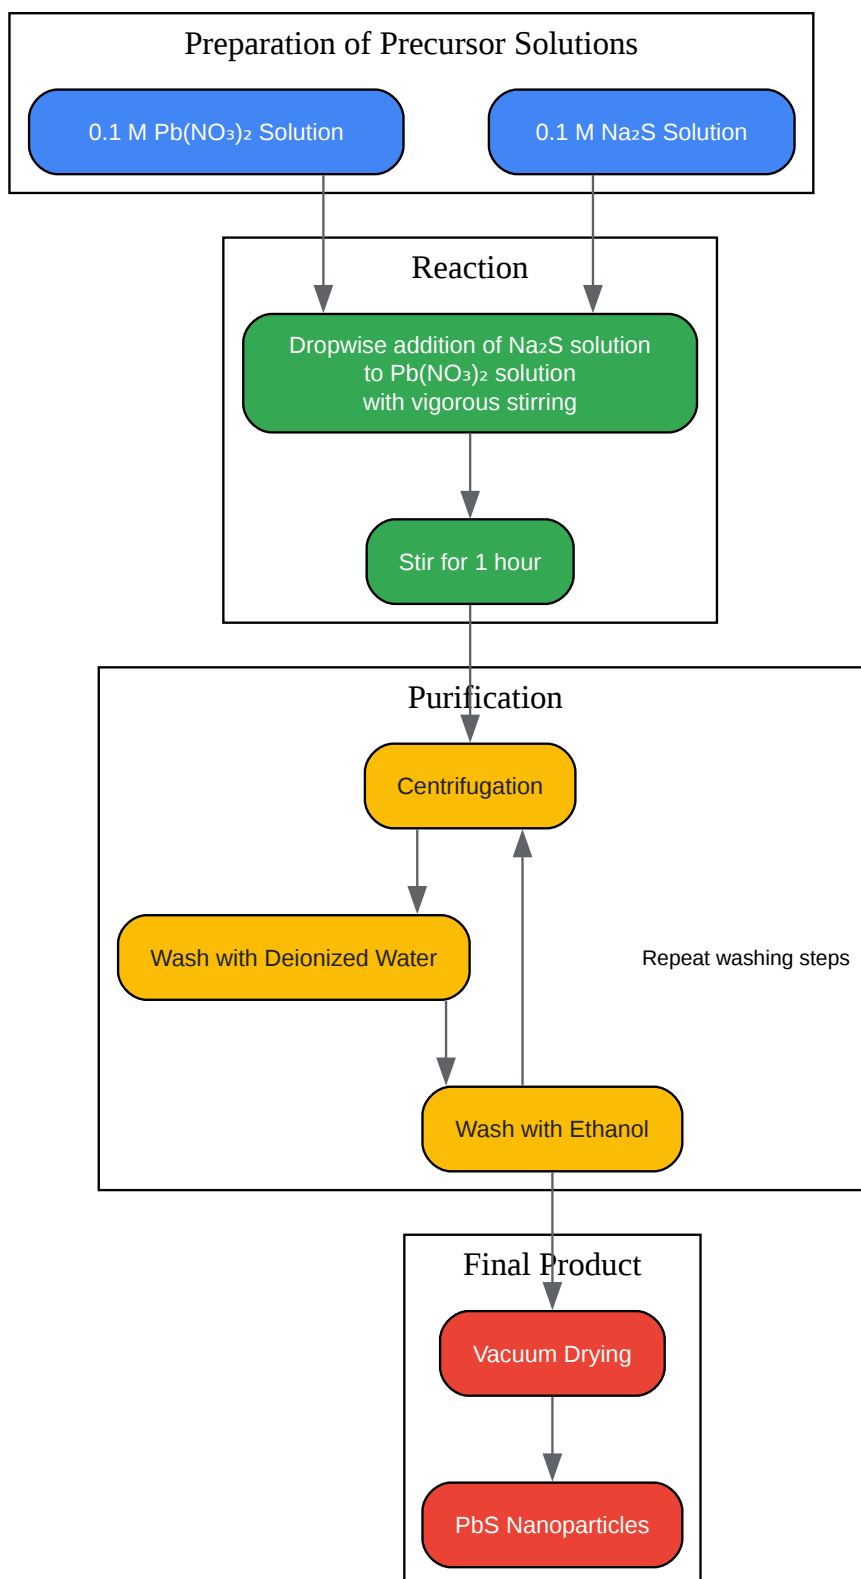 Preparation of Precursor Solutions
0.1 M Pb(NO₃)₂ Solution
0.1 M Na₂S Solution
Reaction
Dropwise addition of Na₂S solution
to Pb(NO₃)₂ solution
with vigorous stirring
Stir for 1 hour
Purification
Centrifugation
Wash with Deionized Water
Repeat washing steps
Wash with Ethanol
Final Product
Vacuum Drying
PbS Nanoparticles